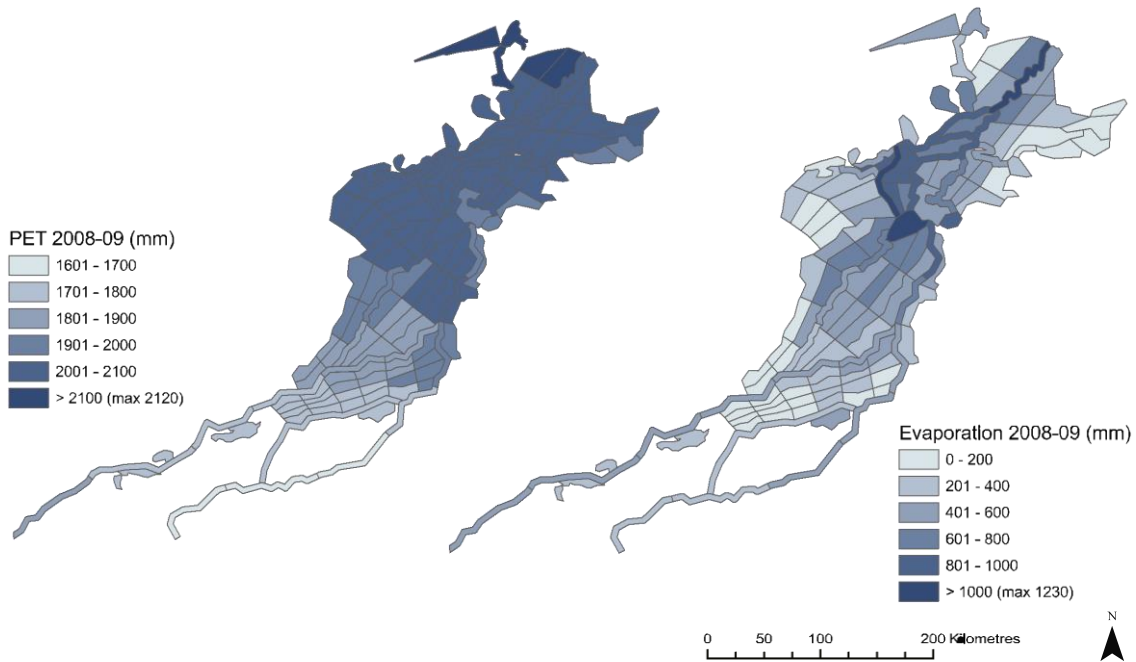 PET 2008-09 (mm)
1601 - 1700
1701 - 1800
1801 - 1900
1901 - 2000
2001 - 2100
> 2100 (max 2120)
Evaporation 2008-09 (mm)
0 - 200
201 - 400
401 - 600
601 - 800
801 - 1000
> 1000 (max 1230)
N
0 50 100 200 Kilometres